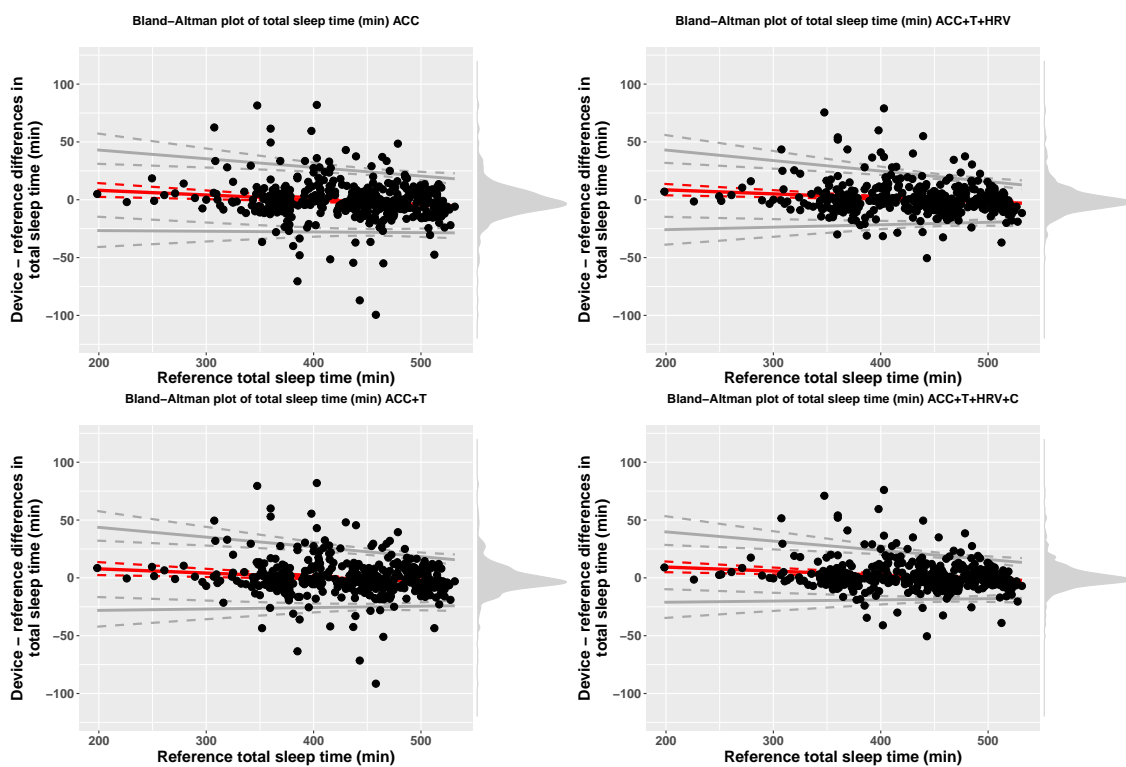 Bland−Altman plot of total sleep time (min) ACC
Device − reference differences in
total sleep time (min)
100
50
0
−50
−100
200
300
400
500
Reference total sleep time (min)
Bland−Altman plot of total sleep time (min) ACC+T+HRV
Device − reference differences in
total sleep time (min)
100
50
0
−50
−100
200
300
400
500
Reference total sleep time (min)
Bland−Altman plot of total sleep time (min) ACC+T
Device − reference differences in
total sleep time (min)
100
50
0
−50
−100
200
300
400
500
Reference total sleep time (min)
Bland−Altman plot of total sleep time (min) ACC+T+HRV+C
Device − reference differences in
total sleep time (min)
100
50
0
−50
−100
200
300
400
500
Reference total sleep time (min)